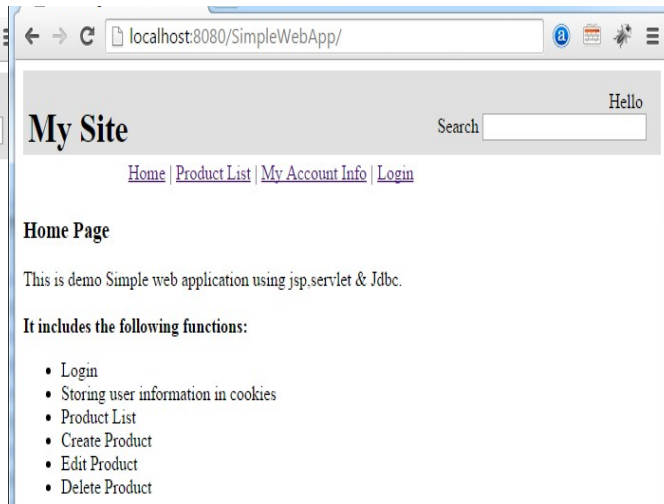 localhost:8080/SimpleWebApp/
Hello
My Site
Search
Home | Product List | My Account Info | Login
Home Page
This is demo Simple web application using jsp,servlet & Jdbc.
It includes the following functions:
Login
Storing user information in cookies
Product List
Create Product
Edit Product
Delete Product